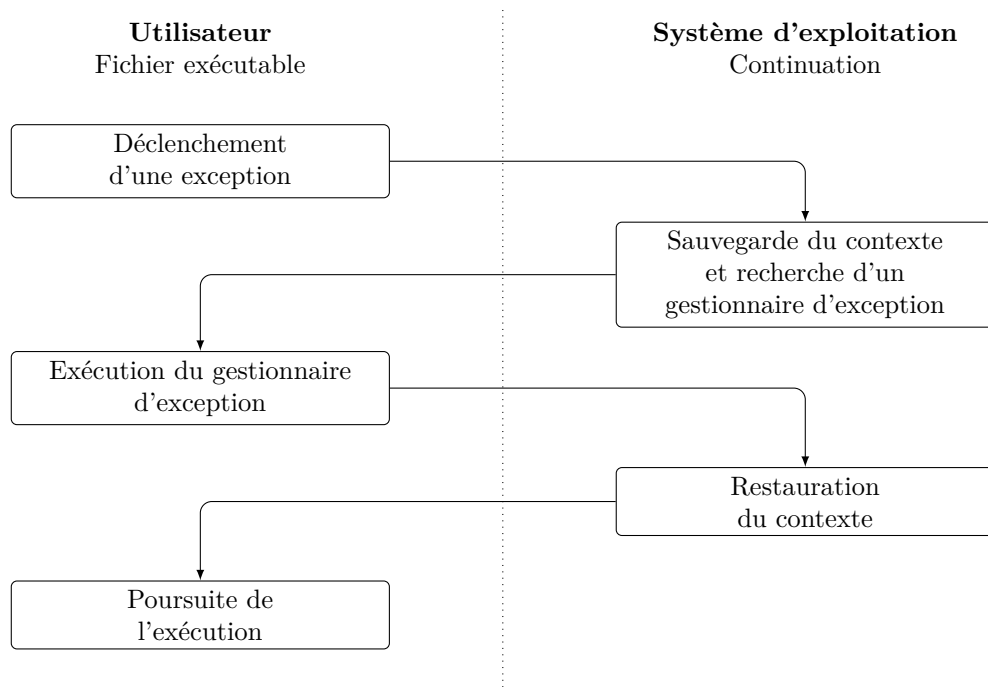 Utilisateur
Fichier exécutable
Système d'exploitation
Continuation
Déclenchement
d'une exception
Sauvegarde du contexte
et recherche d'un
gestionnaire d'exception
Exécution du gestionnaire
d'exception
Restauration
du contexte
Poursuite de
l'exécution